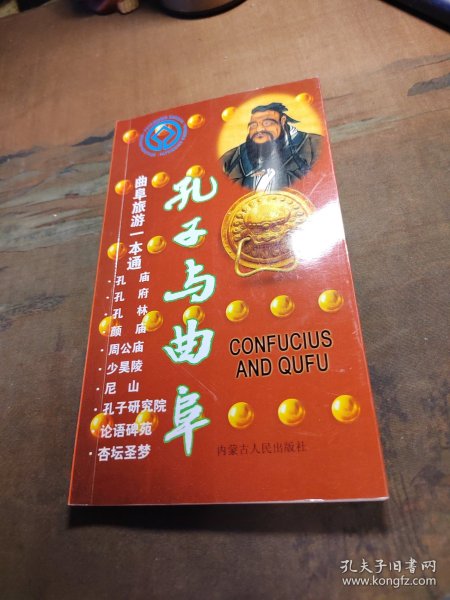 曲阜旅游一本通
孔子与曲阜
·孔庙
·孔府
·孔林
·颜庙
·周公庙
·少昊陵
·尼山
·孔子研究院
论语碑苑
·杏坛圣梦
CONFUCIUS
AND QUFU
内蒙古人民出版社
孔夫子旧书网
www.kongfz.com